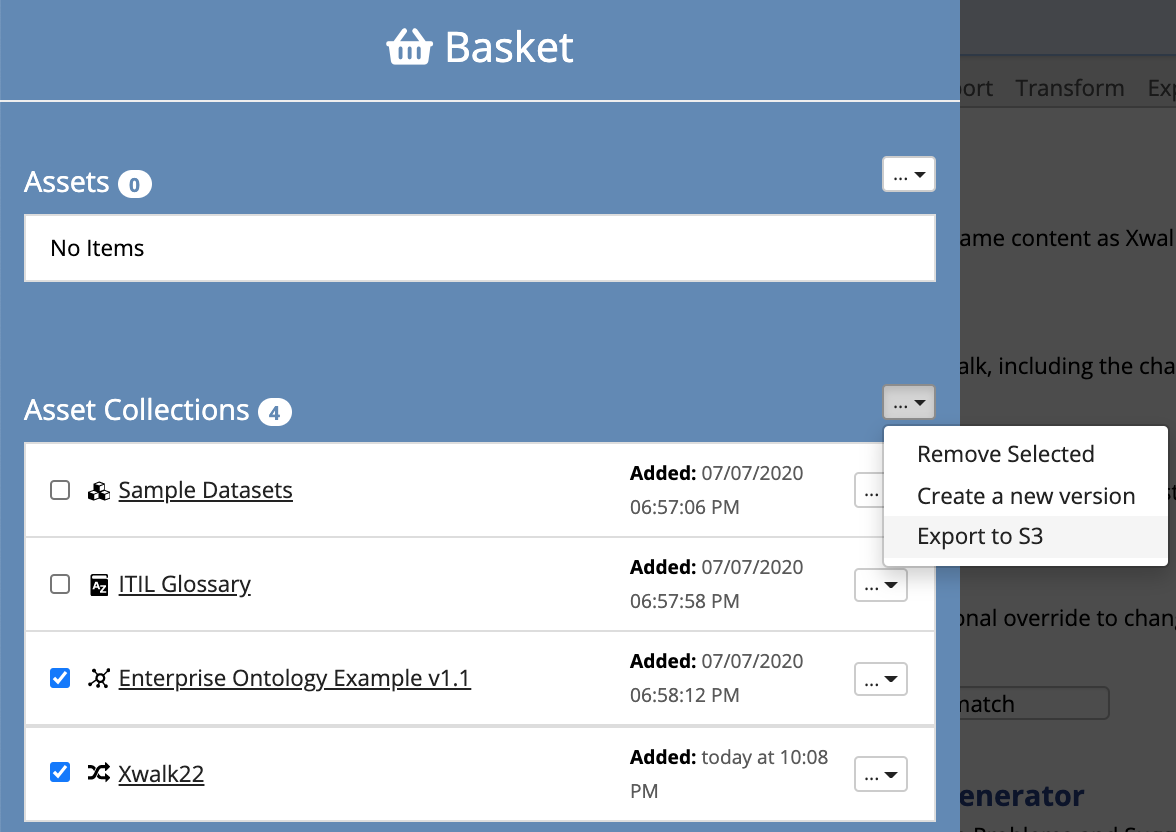 Basket
Transform
Assets 0
...
ame content as Xwal
No Items
alk, including the cha
Asset Collections 4
...
Remove Selected
Create a new version
Export to S3
Sample Datasets
Added: 07/07/2020
06:57:06 PM
...
ITIL Glossary
Added: 07/07/2020
06:57:58 PM
...
onal override to chan
Enterprise Ontology Example v1.1
Added: 07/07/2020
06:58:12 PM
...
match
Xwalk22
Added: today at 10:08
PM
...
enerator